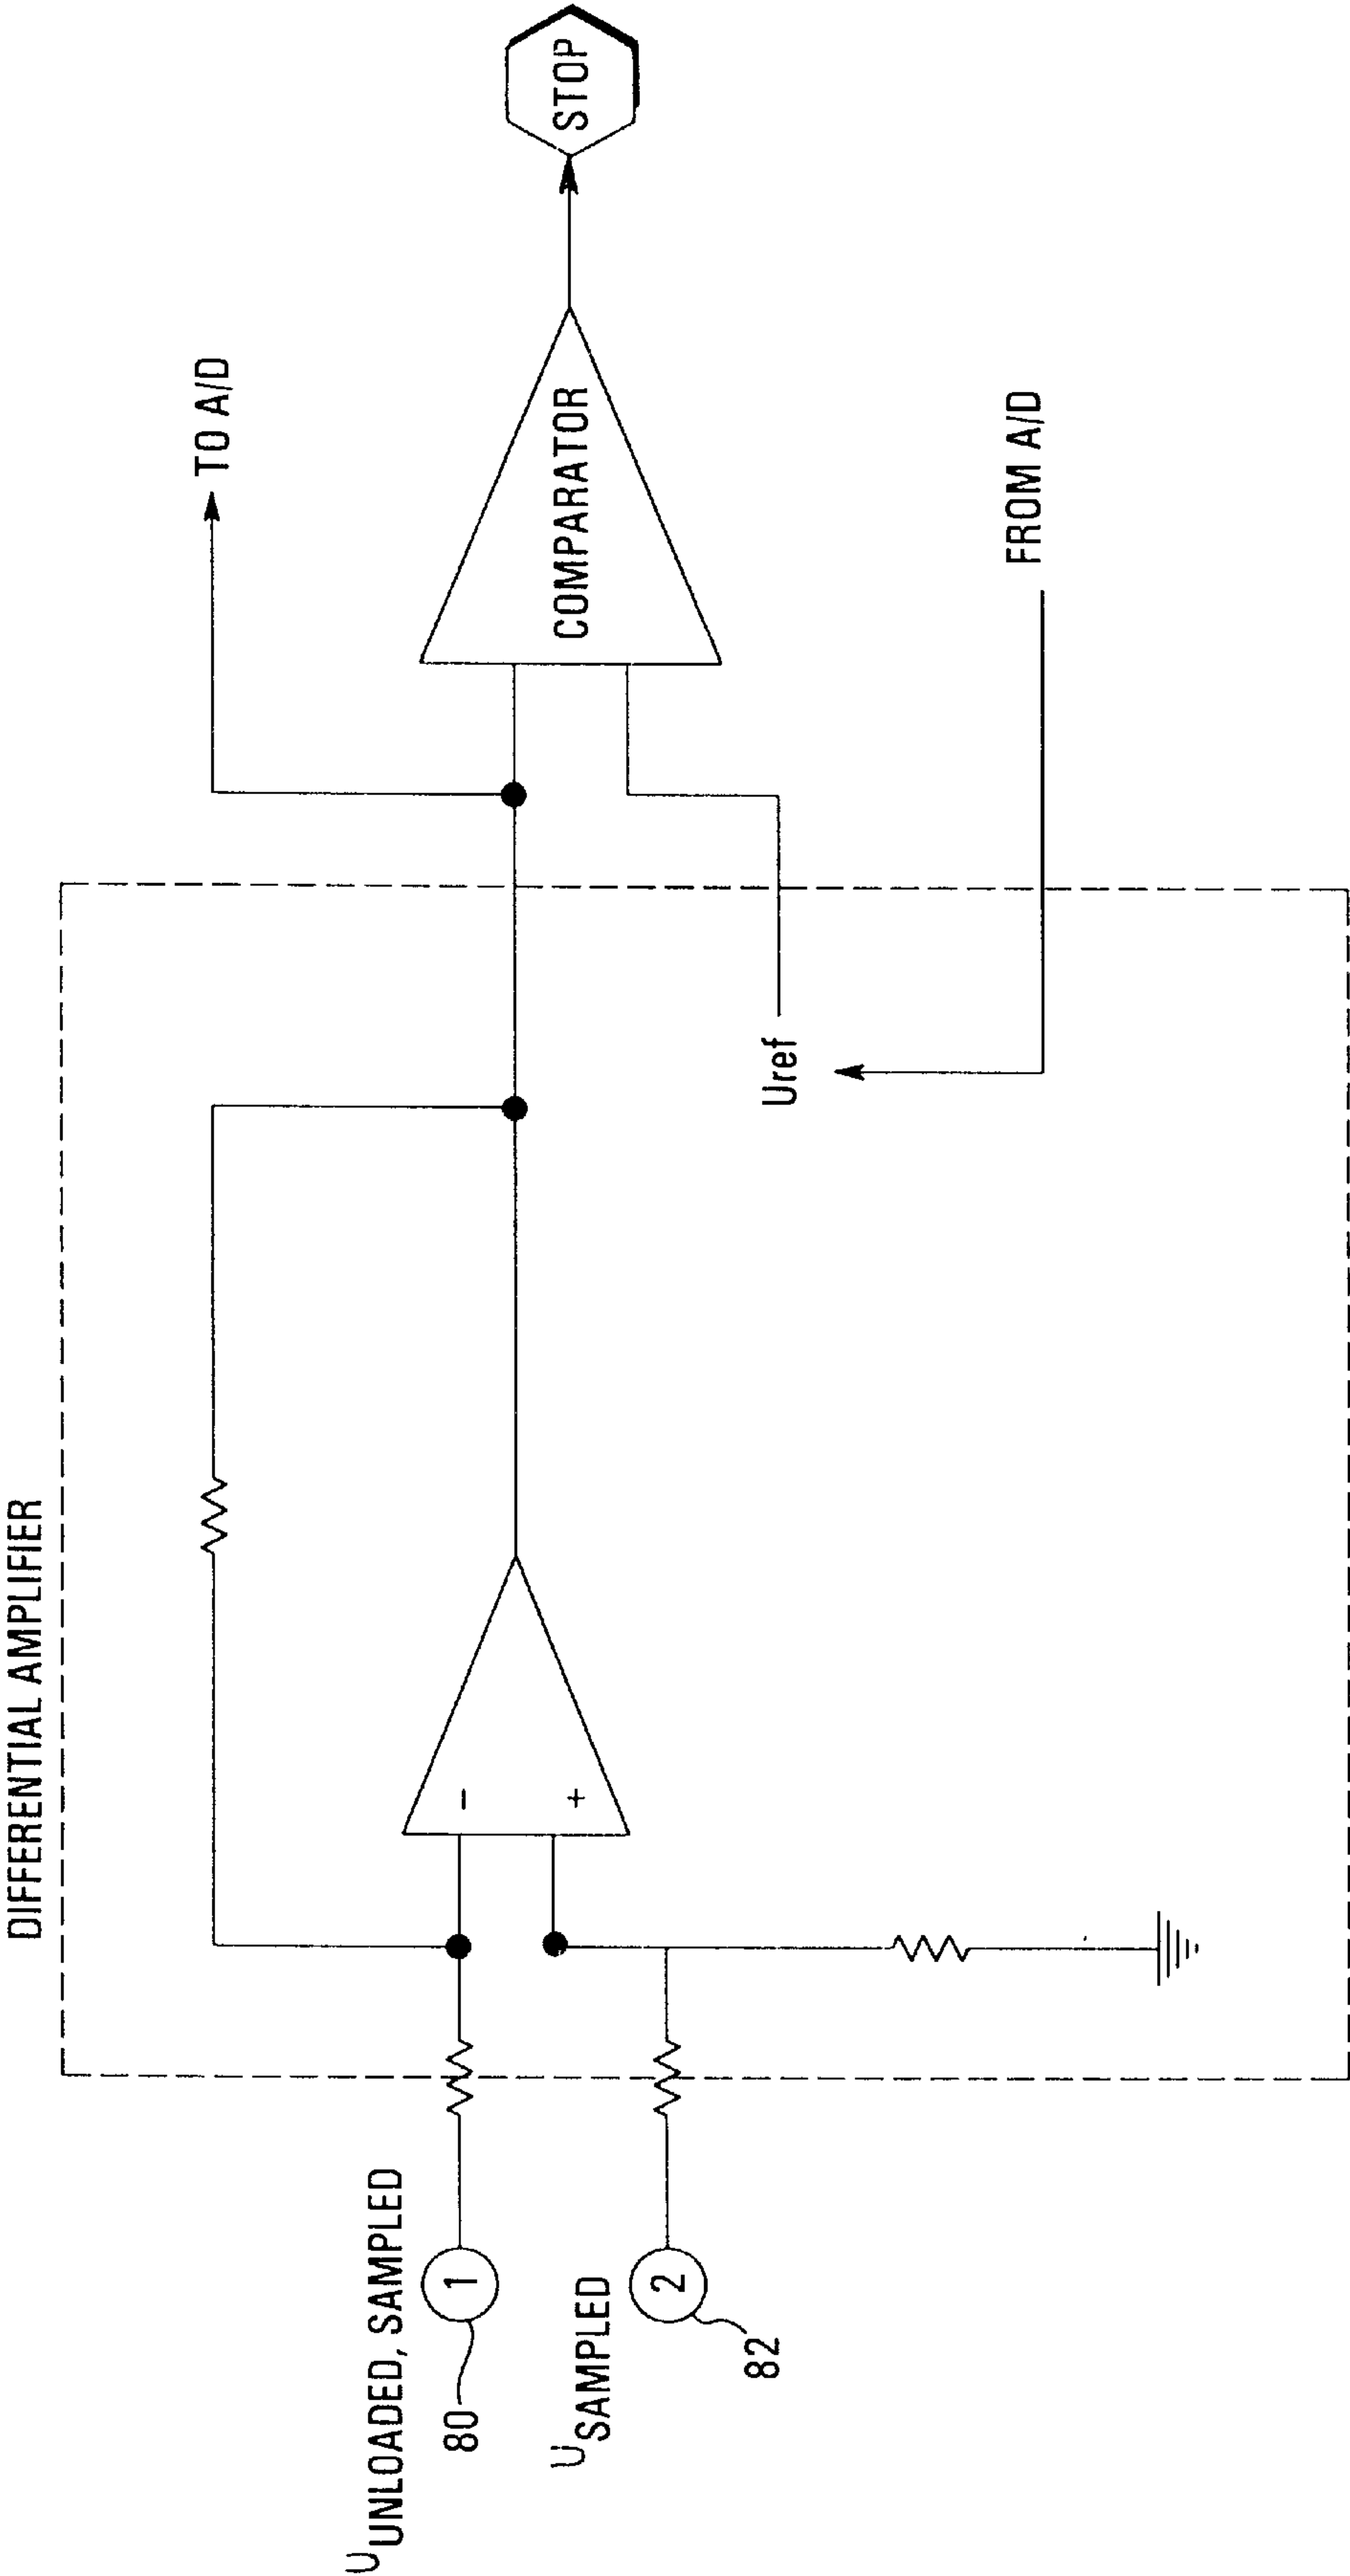 DIFFERENTIAL AMPLIFIER
UUNLOADED, SAMPLED
80
1
USAMPLED
2
82
-
+
Uref
TO A/D
COMPARATOR
STOP
FROM A/D